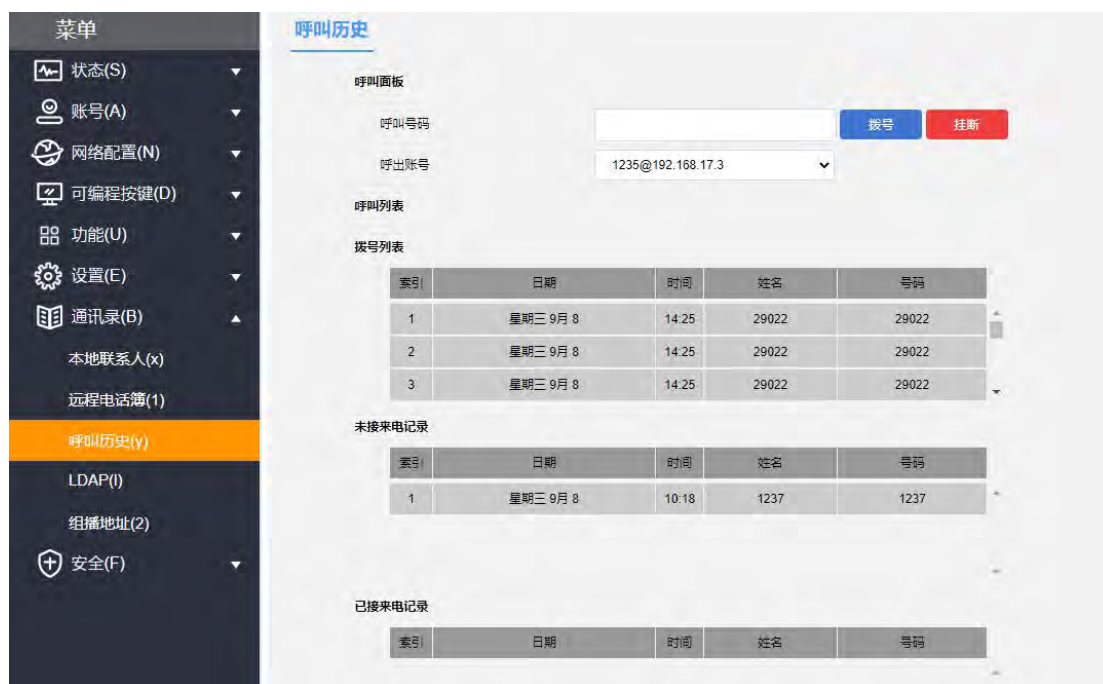 菜单
状态(S)
账号(A)
网络配置(N)
可编程按键(D)
功能(U)
设置(E)
通讯录(B)
本地联系人(x)
远程电话簿(1)
呼叫历史(y)
LDAP(l)
组播地址(2)
安全(F)
呼叫历史
呼叫面板
呼叫号码 拨号 挂断
呼出账号 1235@192.168.17.3
呼叫列表
拨号列表
索引 日期 时间 姓名 号码
1 星期三 9月 8 14:25 29022 29022
2 星期三 9月 8 14:25 29022 29022
3 星期三 9月 8 14:25 29022 29022
未接来电记录
索引 日期 时间 姓名 号码
1 星期三 9月 8 10:18 1237 1237
已接来电记录
索引 日期 时间 姓名 号码